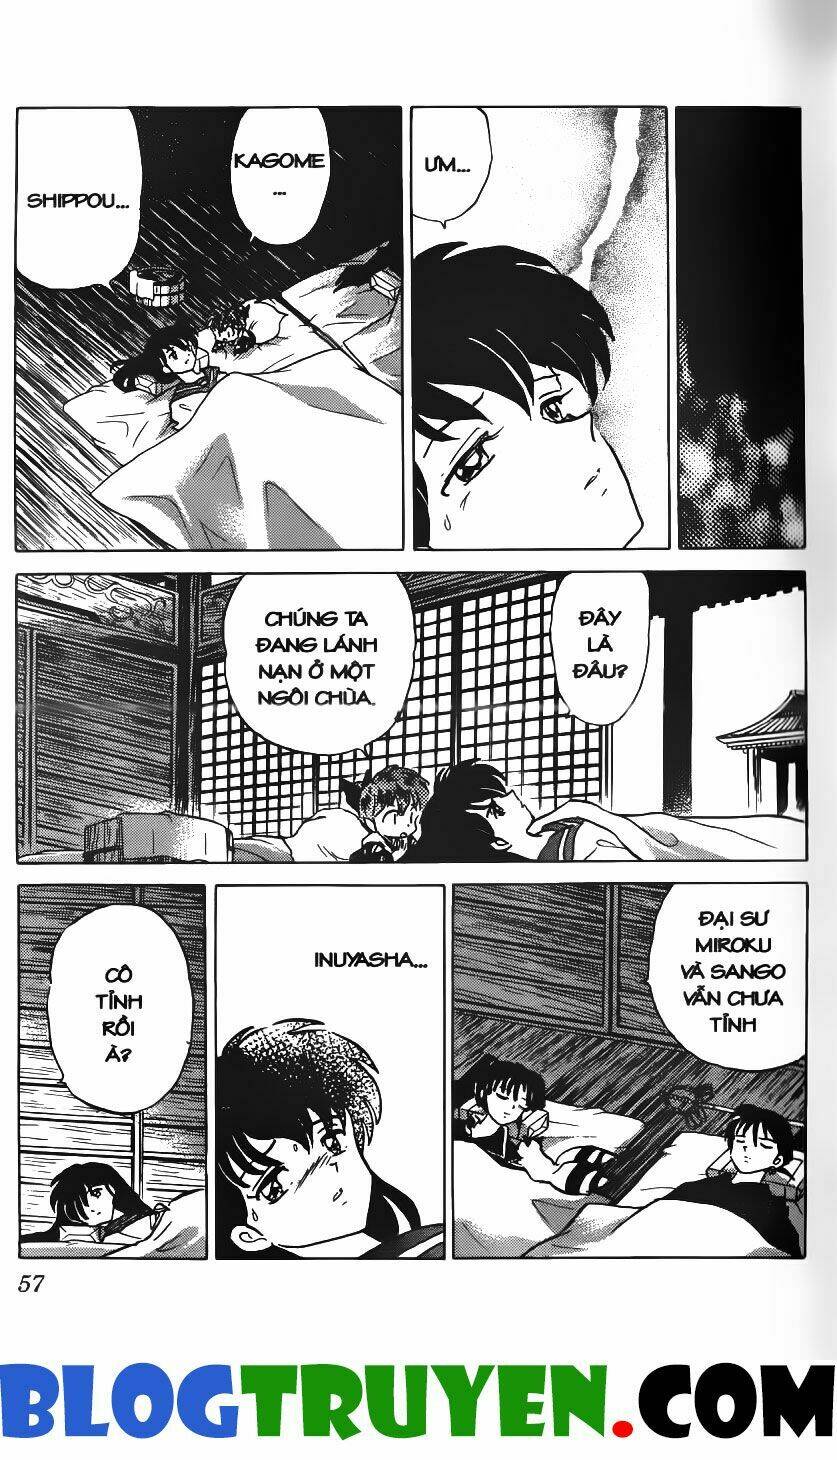 ƯM...
KAGOME
...
SHIPPOU...
ĐÂY
LÀ
ĐÂU?
CHÚNG TA
ĐANG LÁNH
NẠN Ở MỘT
NGÔI CHÙA.
ĐẠI SƯ
MIROKU
VÀ SANGO
VẪN CHƯA
TỈNH
INUYASHA...
CÔ
TỈNH
RỒI
À?
57
BLOGTRUYEN.COM